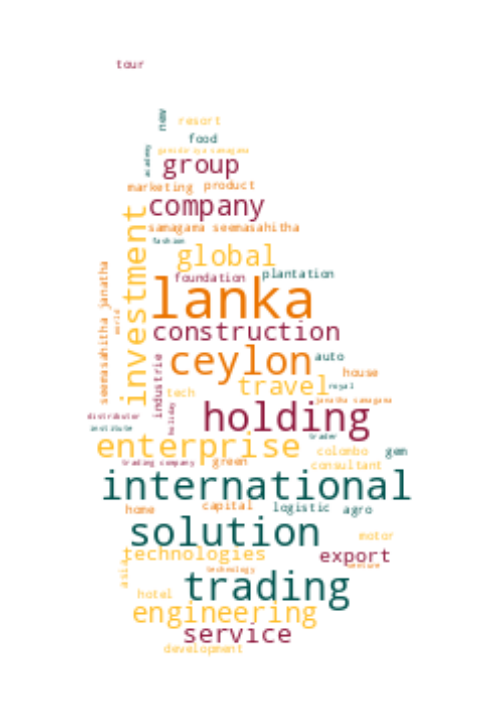 tour
new
resort
food
academy
gamidiriya samagama
group
marketing product
company
samagama seemasahitha
fashion
investment
global
foundation plantation
seemasahitha janatha
world
lanka
construction
ceylon auto
industrie
house
travel royal
tech
janatha samagama
holiday
holding
distributor
institute
trader
enterprise
colombo gem
trading company green consultant
international
home capital logistic agro
solution
motor
technologies export
asia
technology venture
trading
hotel
engineering
service
development